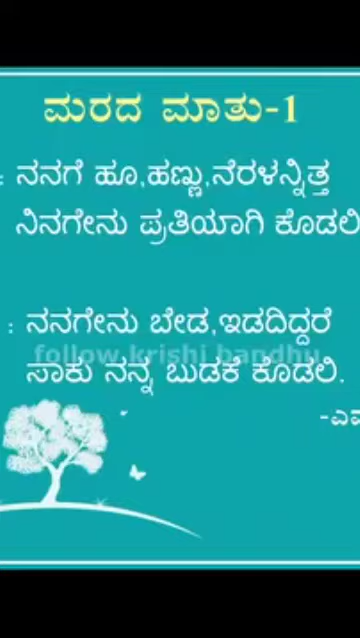 ಮರದ ಮಾತು-1
: ನನಗೆ ಹೂ,ಹಣ್ಣು,ನೆರಳನ್ನಿತ್ತ
ನಿನಗೇನು ಪ್ರತಿಯಾಗಿ ಕೊಡಲಿ
: ನನಗೇನು ಬೇಡ,ಇಡದಿದ್ದರೆ
follow krishi bandhu
ಸಾಕು ನನ್ನ ಬುಡಕೆ ಕೊಡಲಿ.